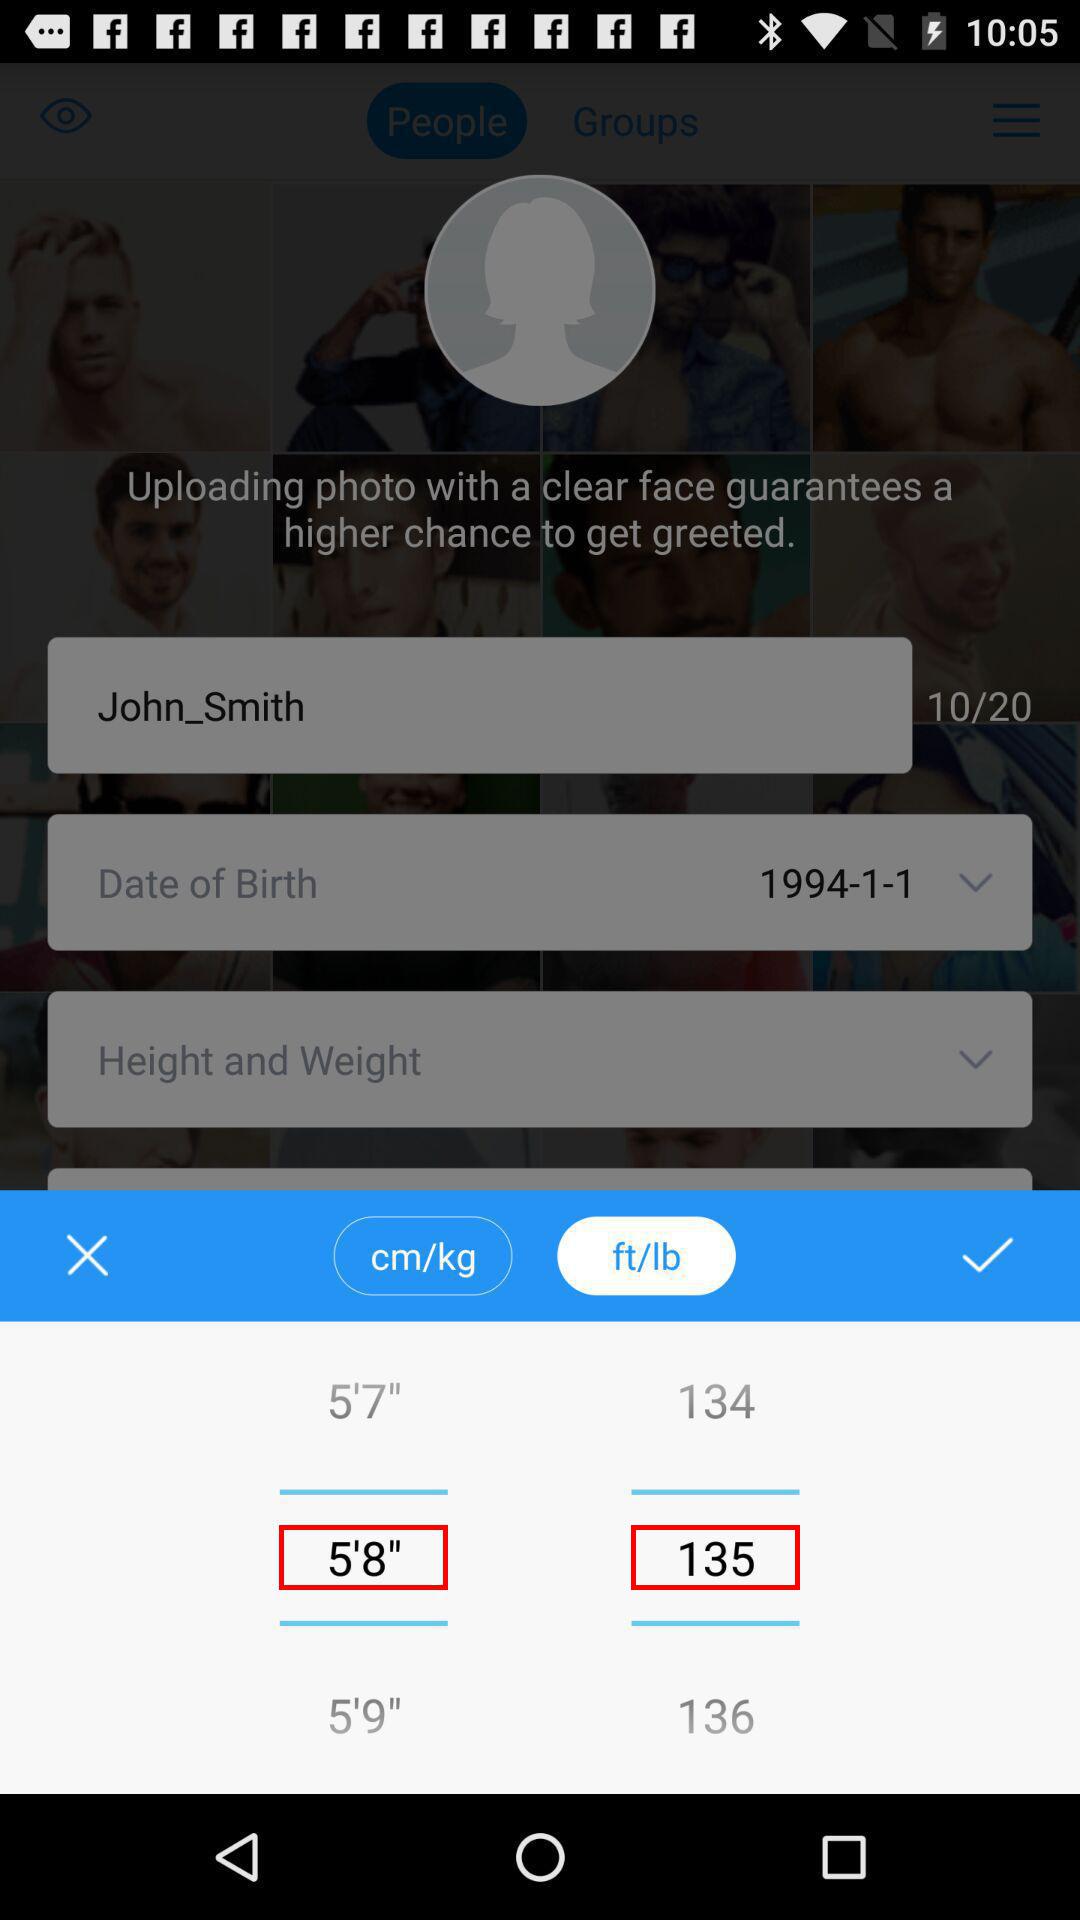 10:05
People Groups
Uploading photo with a clear face guarantees a
higher chance to get greeted.
John_Smith 10/20
Date of Birth 1994-1-1
Height and Weight
cm/kg ft/lb
5'7" 134
5'8" 135
5'9" 136